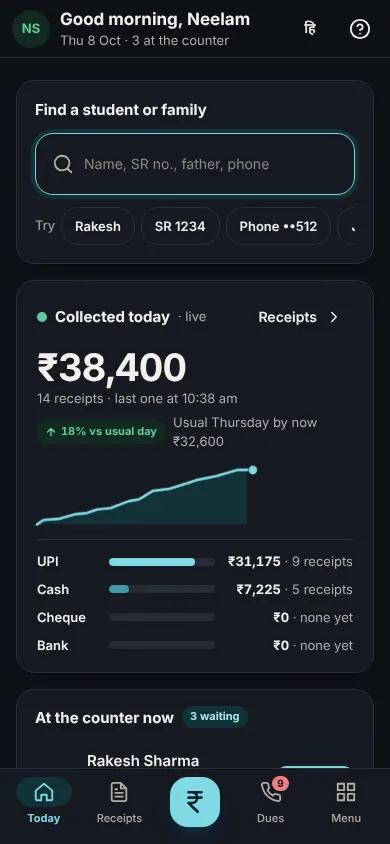 NS
Good morning, Neelam
Thu 8 Oct · 3 at the counter
हि
Find a student or family
Name, SR no., father, phone
Try
Rakesh
SR 1234
Phone ••512
Collected today · live
Receipts
₹38,400
14 receipts · last one at 10:38 am
18% vs usual day
Usual Thursday by now
₹32,600
UPI
₹31,175 · 9 receipts
Cash
₹7,225 · 5 receipts
Cheque
₹0 · none yet
Bank
₹0 · none yet
At the counter now
3 waiting
Rakesh Sharma
₹
9
Today
Receipts
Dues
Menu